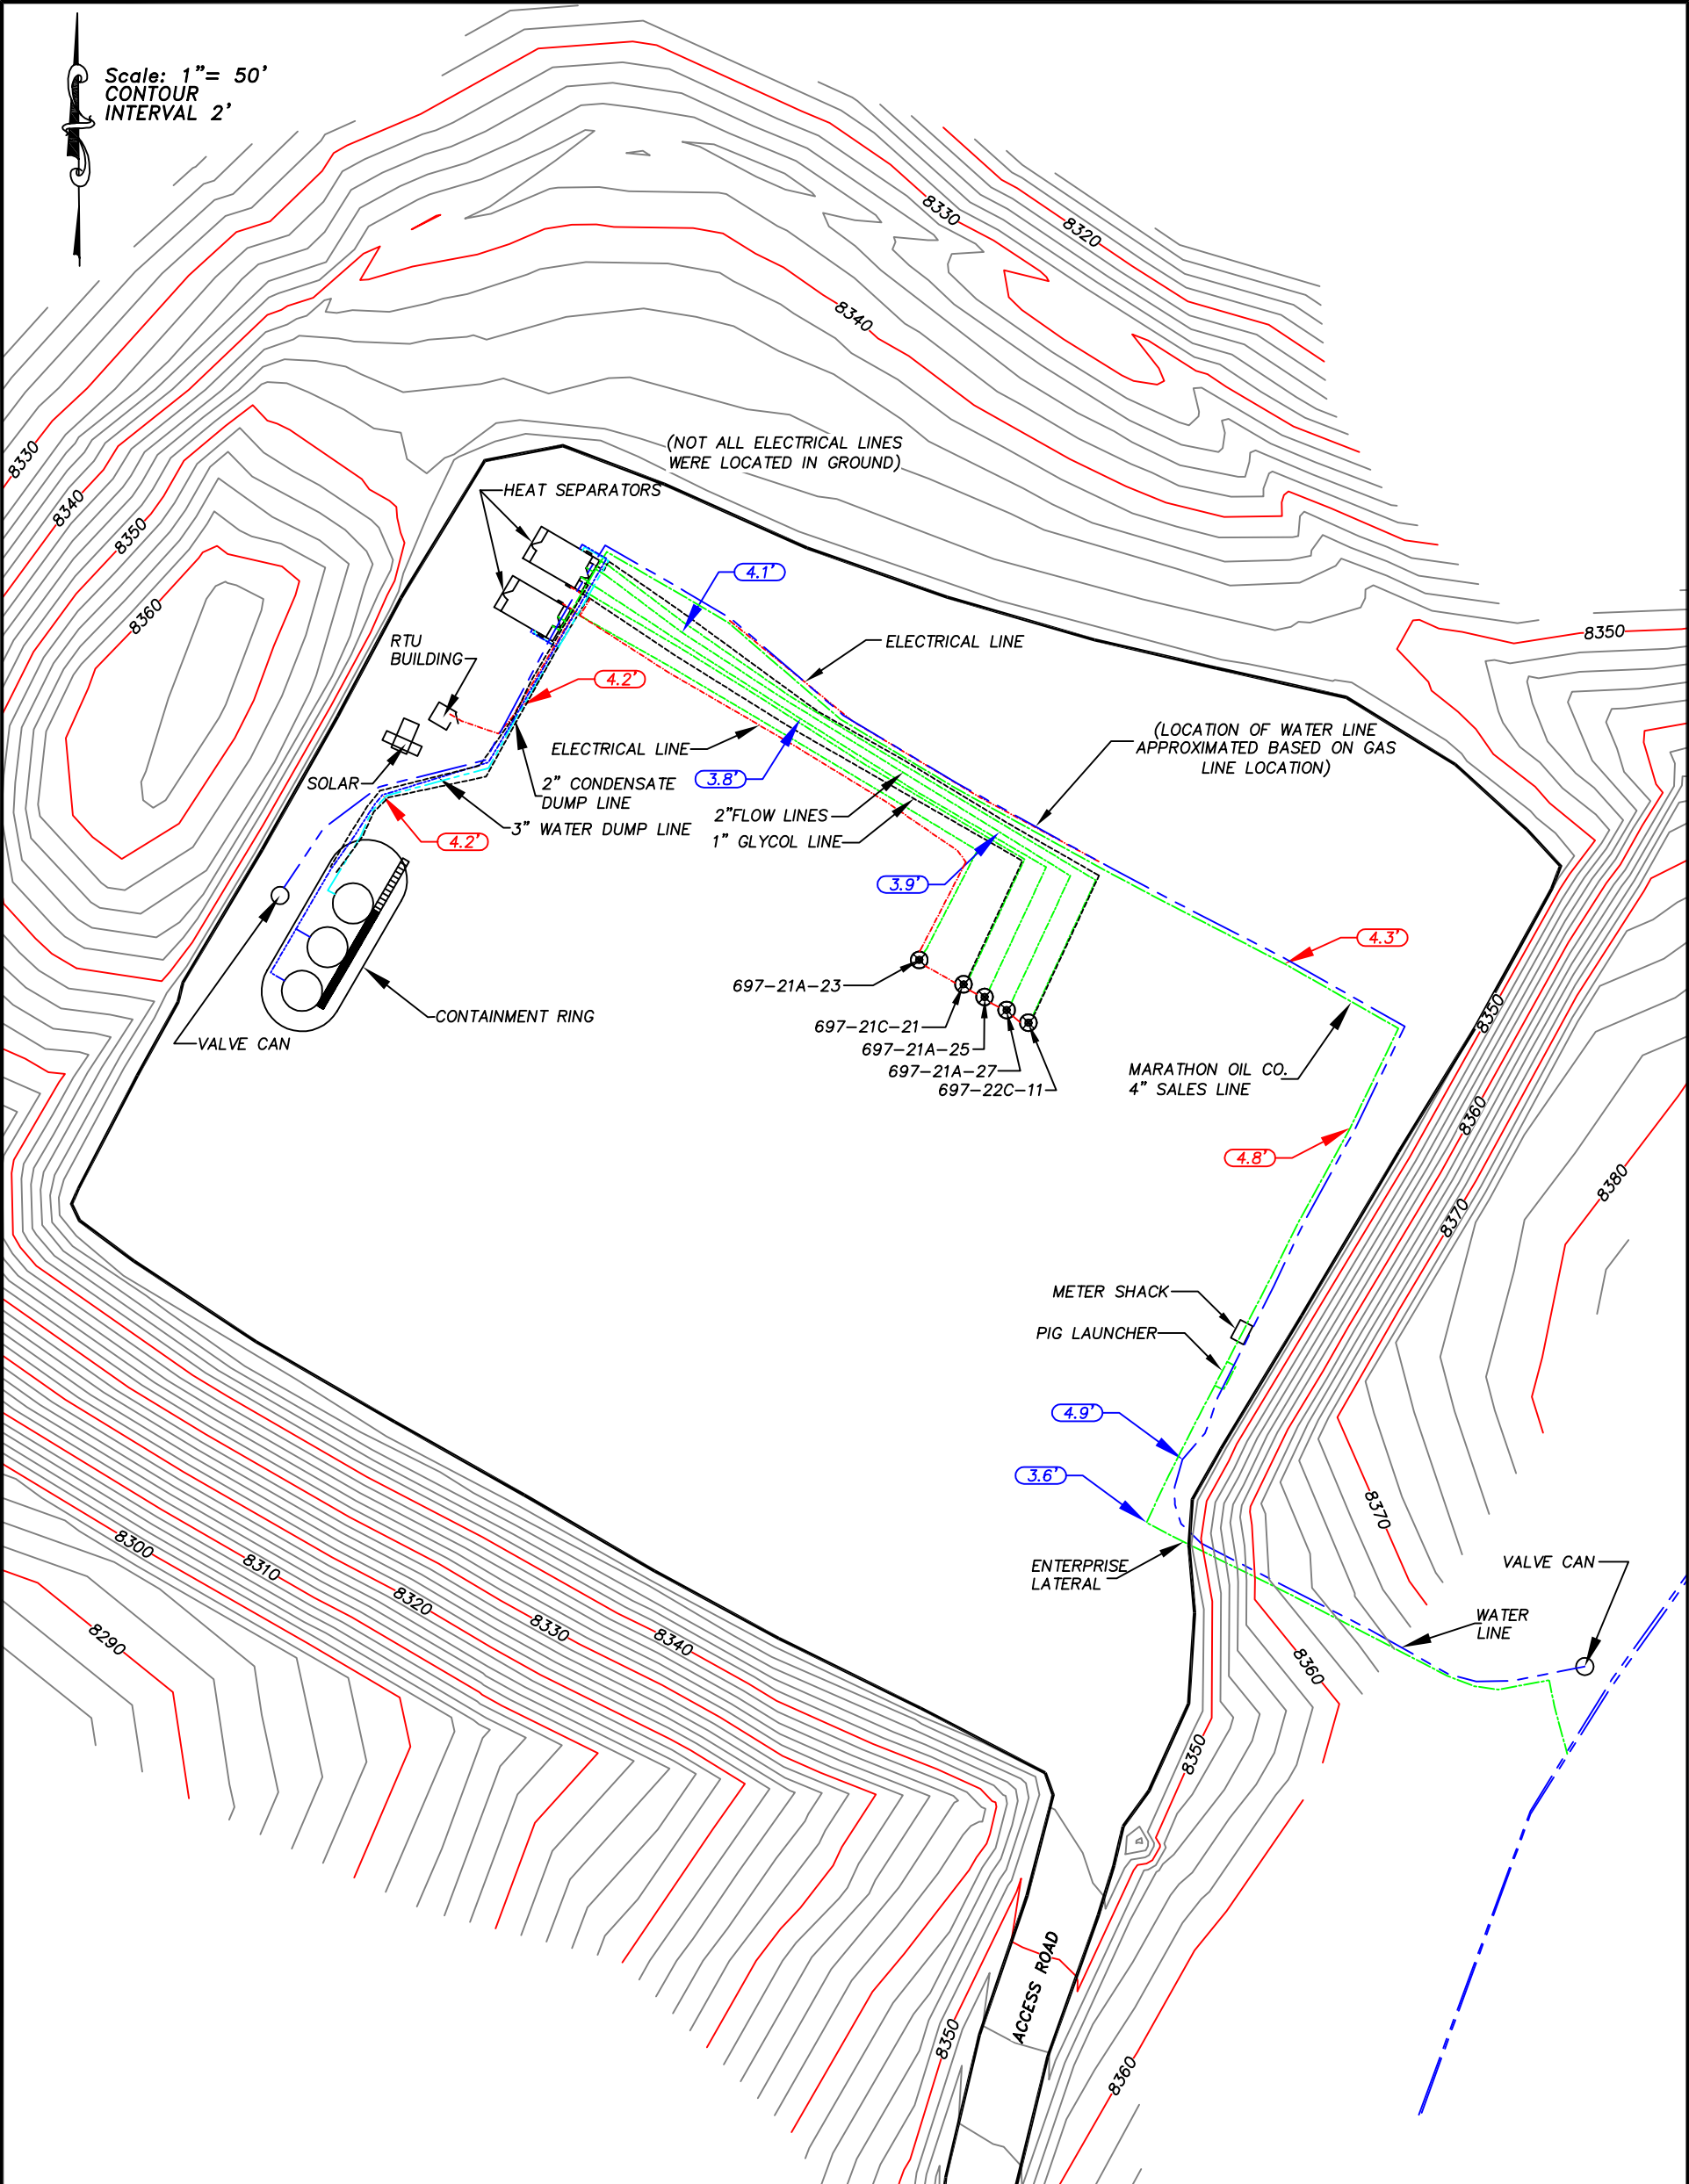 Scale: 1"= 50'
CONTOUR
INTERVAL 2'
8330
8320
8340
(NOT ALL ELECTRICAL LINES
WERE LOCATED IN GROUND)
8330
8340
8350
8360
HEAT SEPARATORS
4.1'
RTU
BUILDING
ELECTRICAL LINE
8350
4.2'
ELECTRICAL LINE
(LOCATION OF WATER LINE
APPROXIMATED BASED ON GAS
LINE LOCATION)
SOLAR
2" CONDENSATE
DUMP LINE
3.8'
2"FLOW LINES
3" WATER DUMP LINE
1" GLYCOL LINE
4.2'
3.9'
4.3'
697-21A-23
CONTAINMENT RING
697-21C-21
VALVE CAN
697-21A-25
697-21A-27
697-22C-11
MARATHON OIL CO.
4" SALES LINE
8350
8360
8370
8380
4.8'
METER SHACK
PIG LAUNCHER
4.9'
3.6'
8370
ENTERPRISE
LATERAL
VALVE CAN
WATER
LINE
8300
8310
8320
8330
8340
8290
8360
8350
ACCESS ROAD
8350
8360